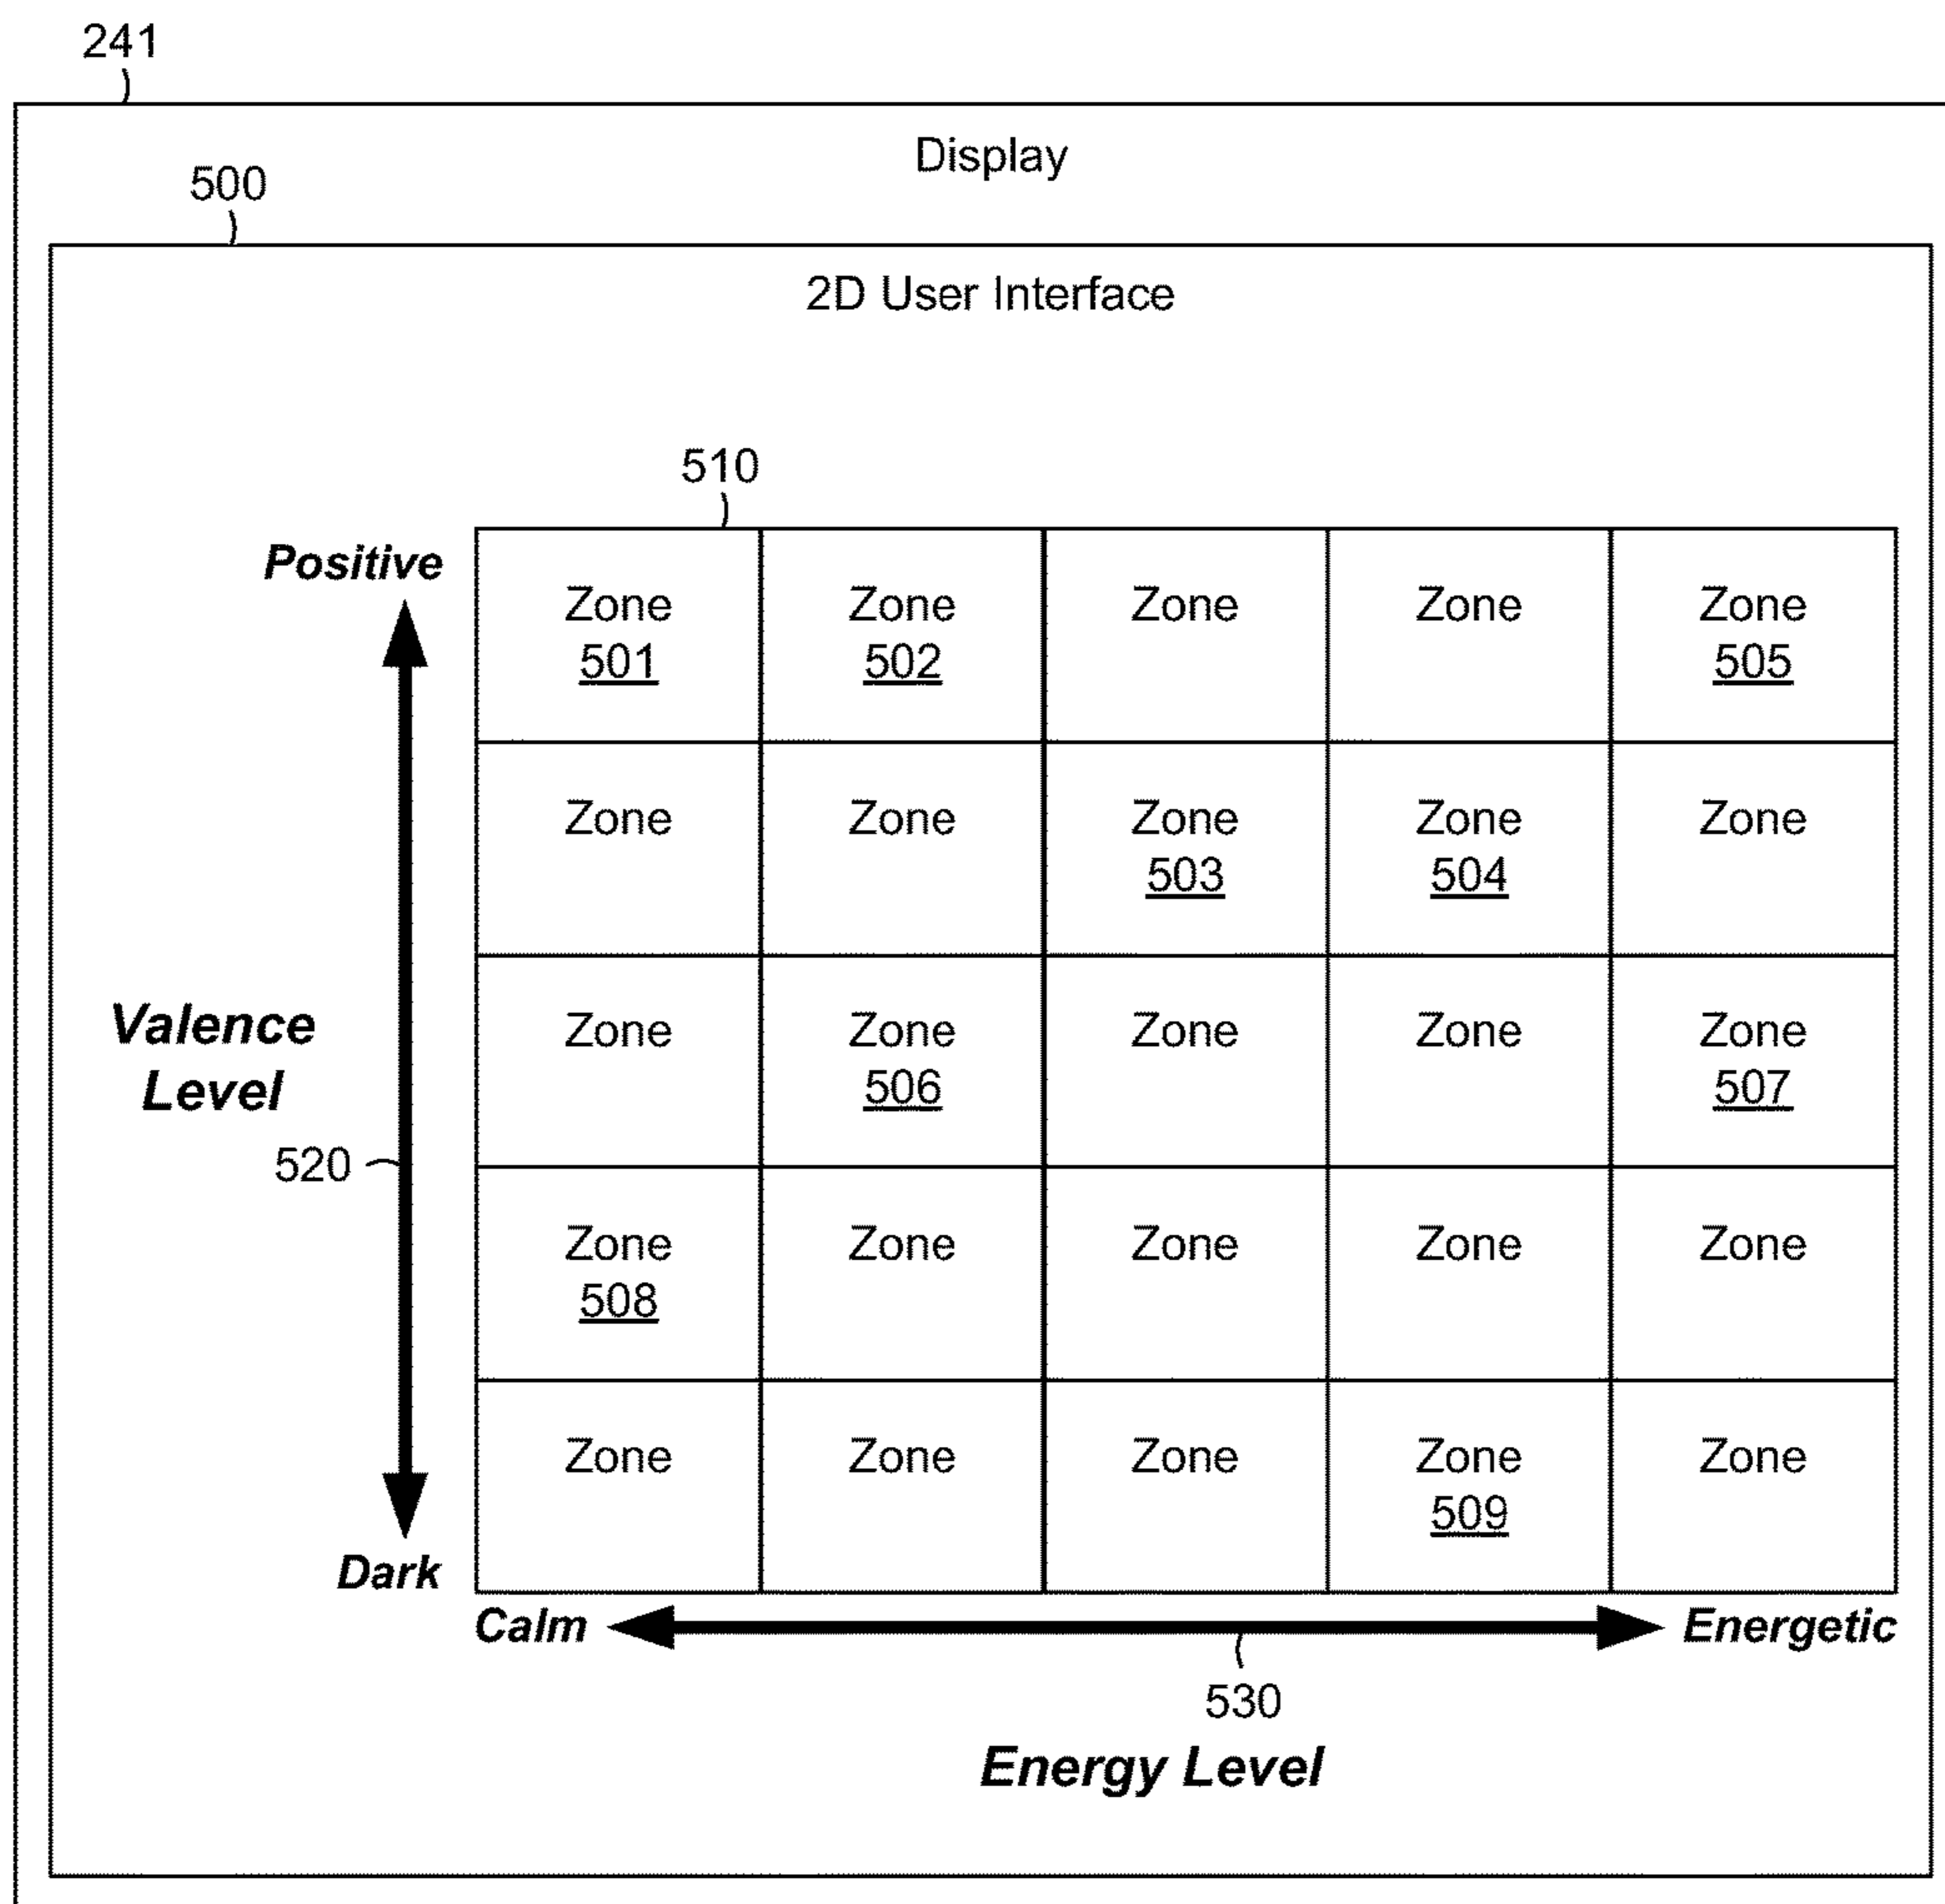 241
Display
500
2D User Interface
510
Positive
Zone Zone Zone Zone Zone
501 502 505
Zone Zone Zone Zone Zone
503 504
Valence
Level
Zone Zone Zone Zone Zone
506 507
520
Zone Zone Zone Zone Zone
508
Zone Zone Zone Zone Zone
509
Dark
Calm Energetic
530
Energy Level